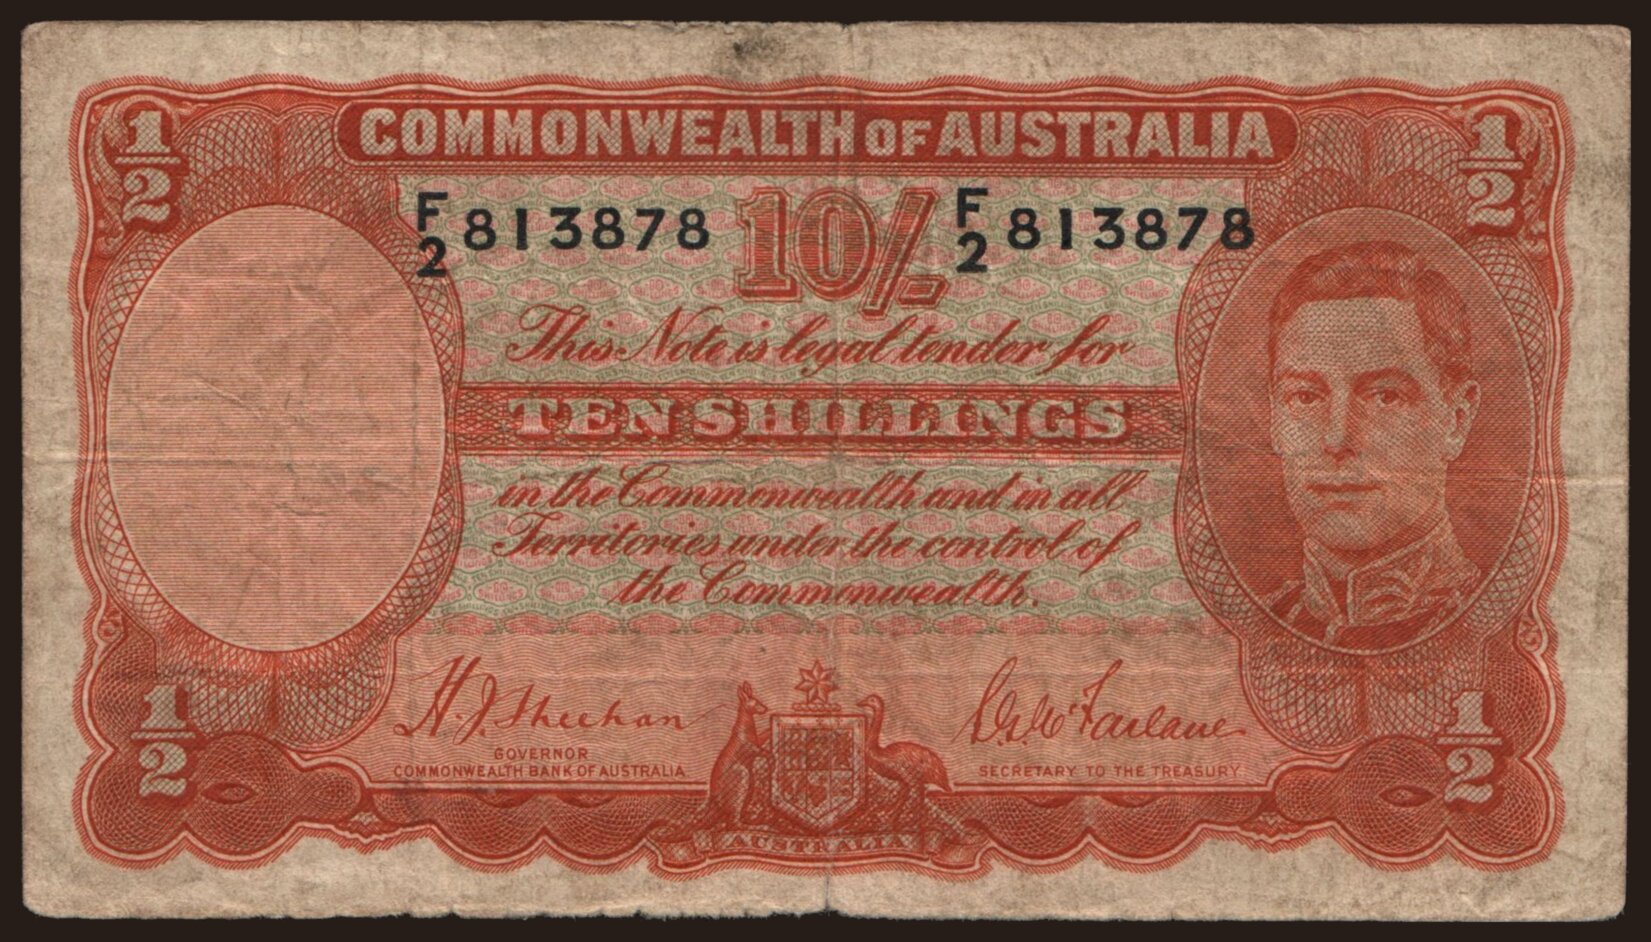 COMMONWEALTH OF AUSTRALIA
1/2
1/2
F/2 813878
10/-
F/2 813878
This Note is legal tender for
TEN SHILLINGS
in the Commonwealth and in all
Territories under the control of
the Commonwealth.
H. J. Sheehan
GOVERNOR
COMMONWEALTH BANK OF AUSTRALIA
S. G. McFarlane
SECRETARY TO THE TREASURY
1/2
1/2
AUSTRALIA